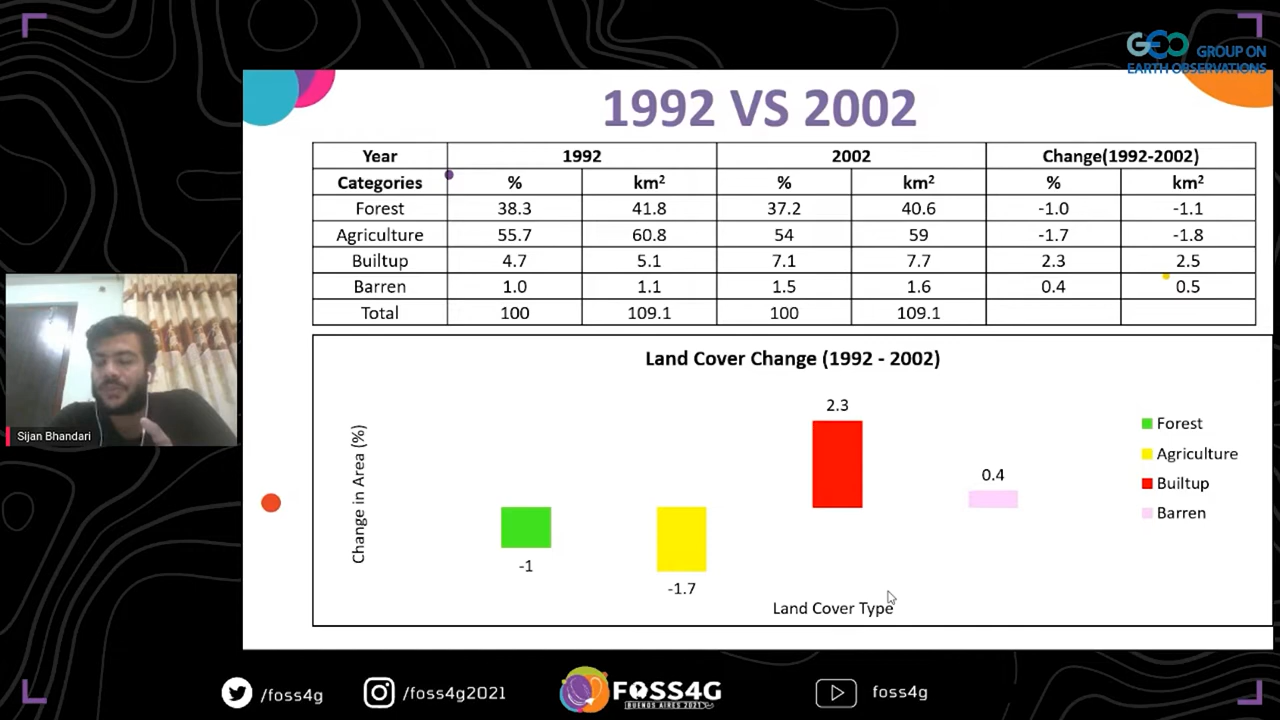 GEO GROUP ON
EARTH OBSERVATIONS
1992 VS 2002
Year 1992 2002 Change(1992-2002)
Categories % km² % km² % km²
Forest 38.3 41.8 37.2 40.6 -1.0 -1.1
Agriculture 55.7 60.8 54 59 -1.7 -1.8
Builtup 4.7 5.1 7.1 7.7 2.3 2.5
Barren 1.0 1.1 1.5 1.6 0.4 0.5
Total 100 109.1 100 109.1
Land Cover Change (1992 - 2002)
Change in Area (%)
-1
-1.7
2.3
0.4
Land Cover Type
Forest
Agriculture
Builtup
Barren
Sijan Bhandari
/foss4g
/foss4g2021
FOSS4G
BUENOS AIRES 2021
foss4g